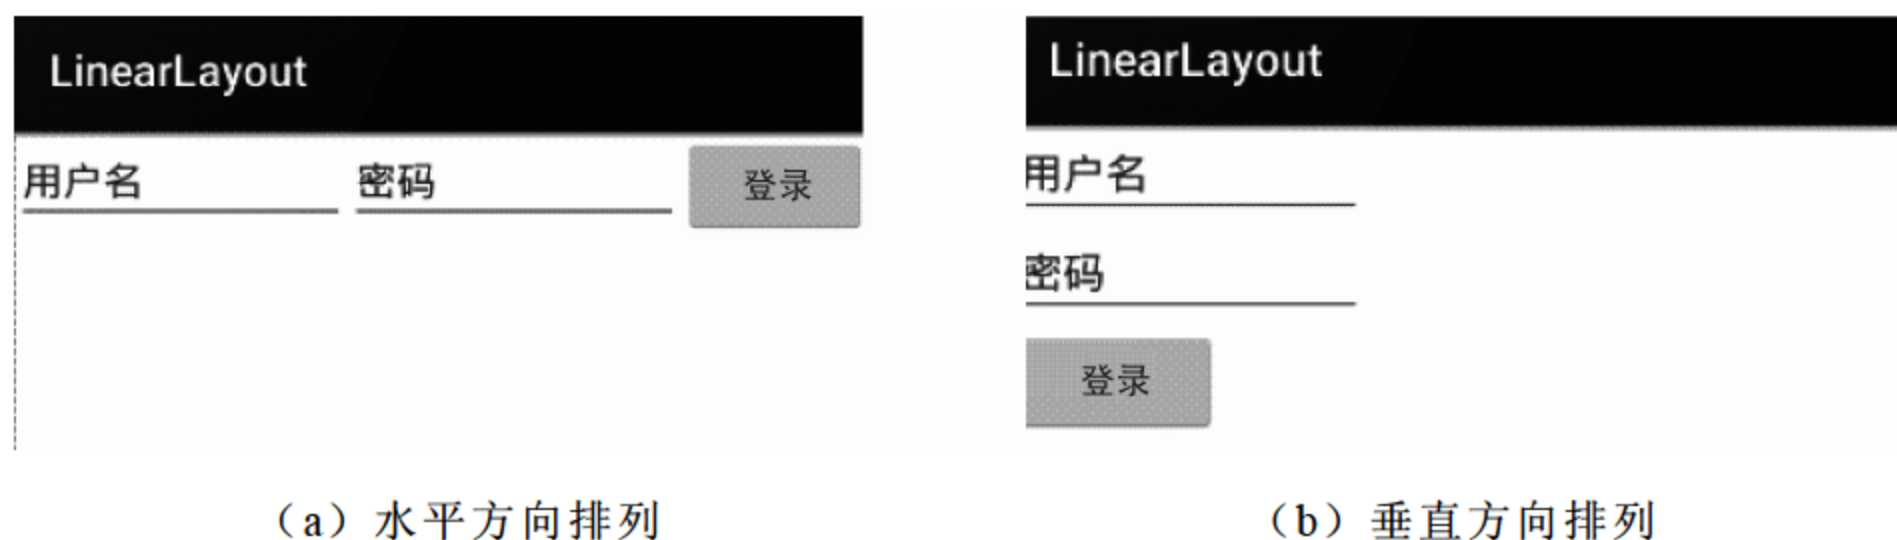 LinearLayout
用户名 密码 登录
(a)水平方向排列
LinearLayout
用户名
密码
登录
(b)垂直方向排列